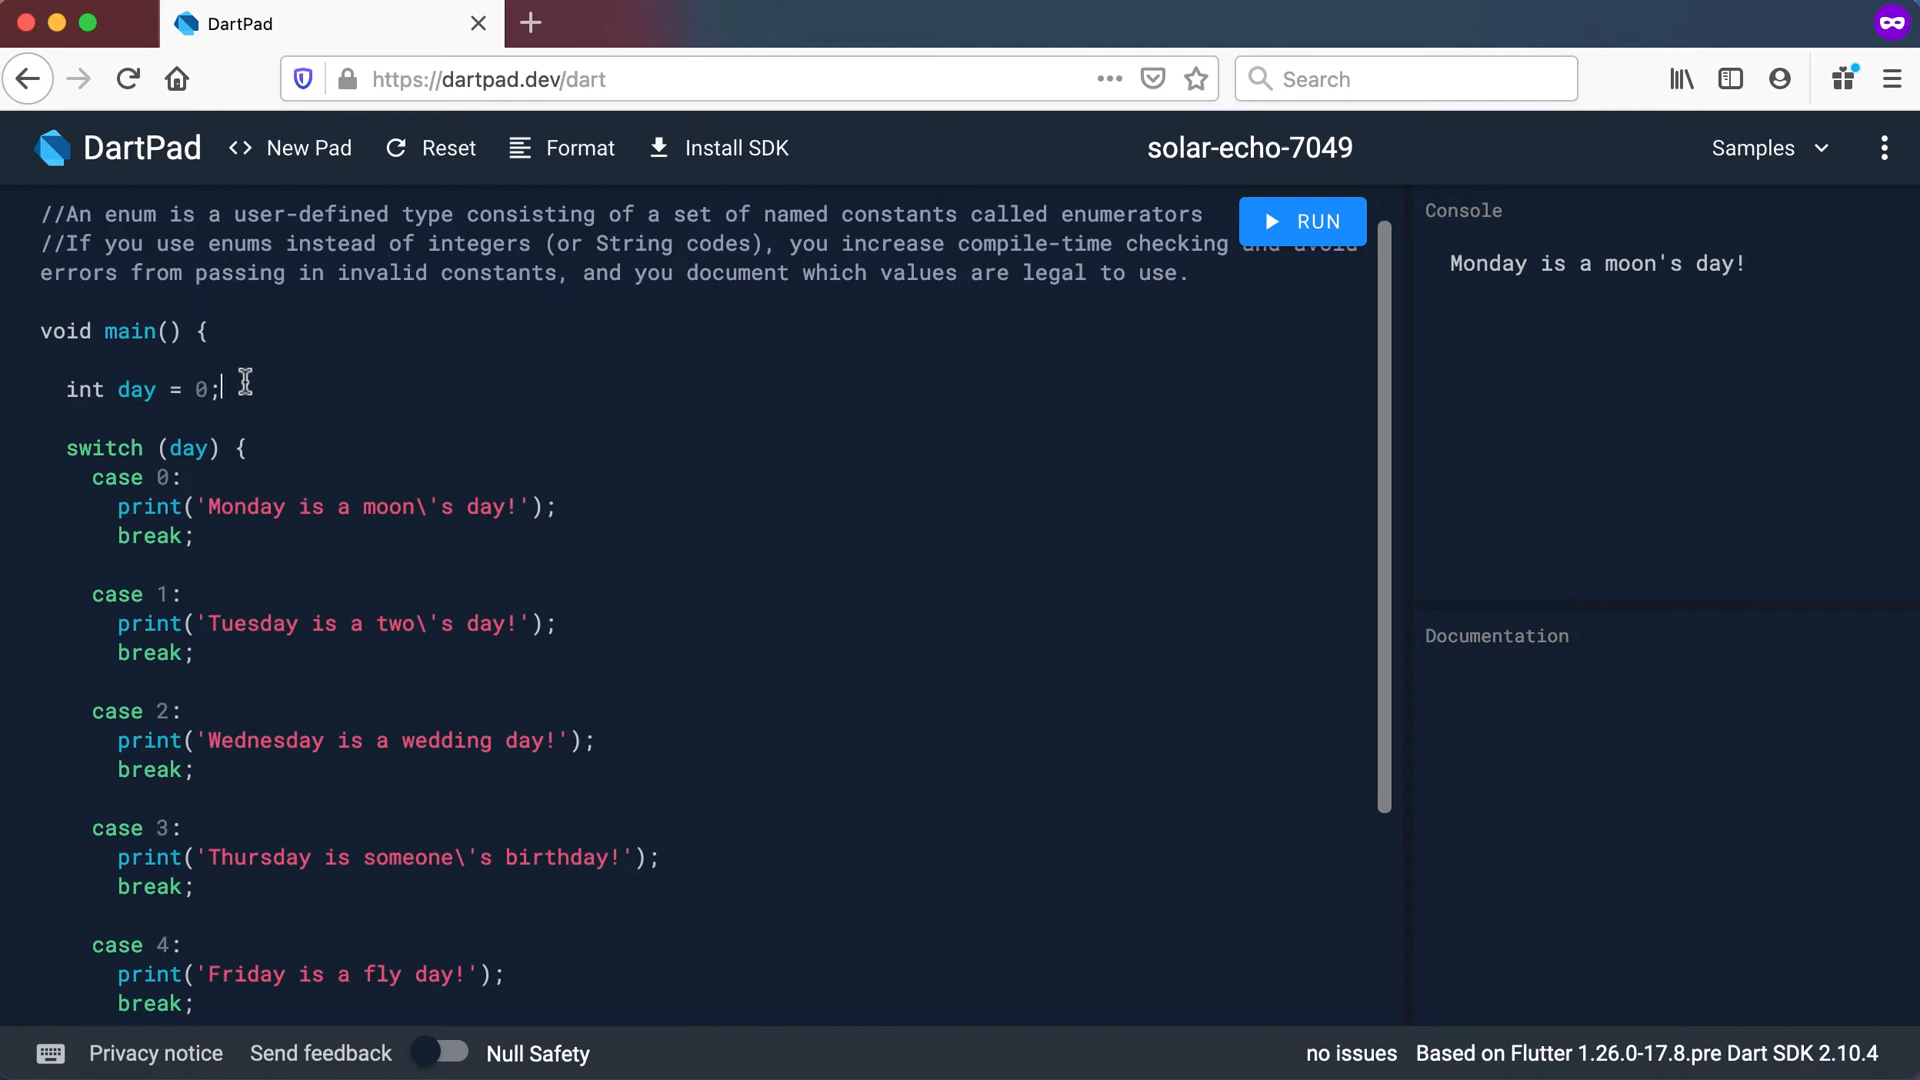 DartPad
https://dartpad.dev/dart
Search
DartPad
<> New Pad
Reset
Format
Install SDK
solar-echo-7049
Samples
//An enum is a user-defined type consisting of a set of named constants called enumerators
//If you use enums instead of integers (or String codes), you increase compile-time checking and avoid
errors from passing in invalid constants, and you document which values are legal to use.
RUN
void main() {
int day = 0;
switch (day) {
case 0:
print('Monday is a moon\'s day!');
break;
case 1:
print('Tuesday is a two\'s day!');
break;
case 2:
print('Wednesday is a wedding day!');
break;
case 3:
print('Thursday is someone\'s birthday!');
break;
case 4:
print('Friday is a fly day!');
break;
Console
Monday is a moon's day!
Documentation
Privacy notice
Send feedback
Null Safety
no issues
Based on Flutter 1.26.0-17.8.pre Dart SDK 2.10.4